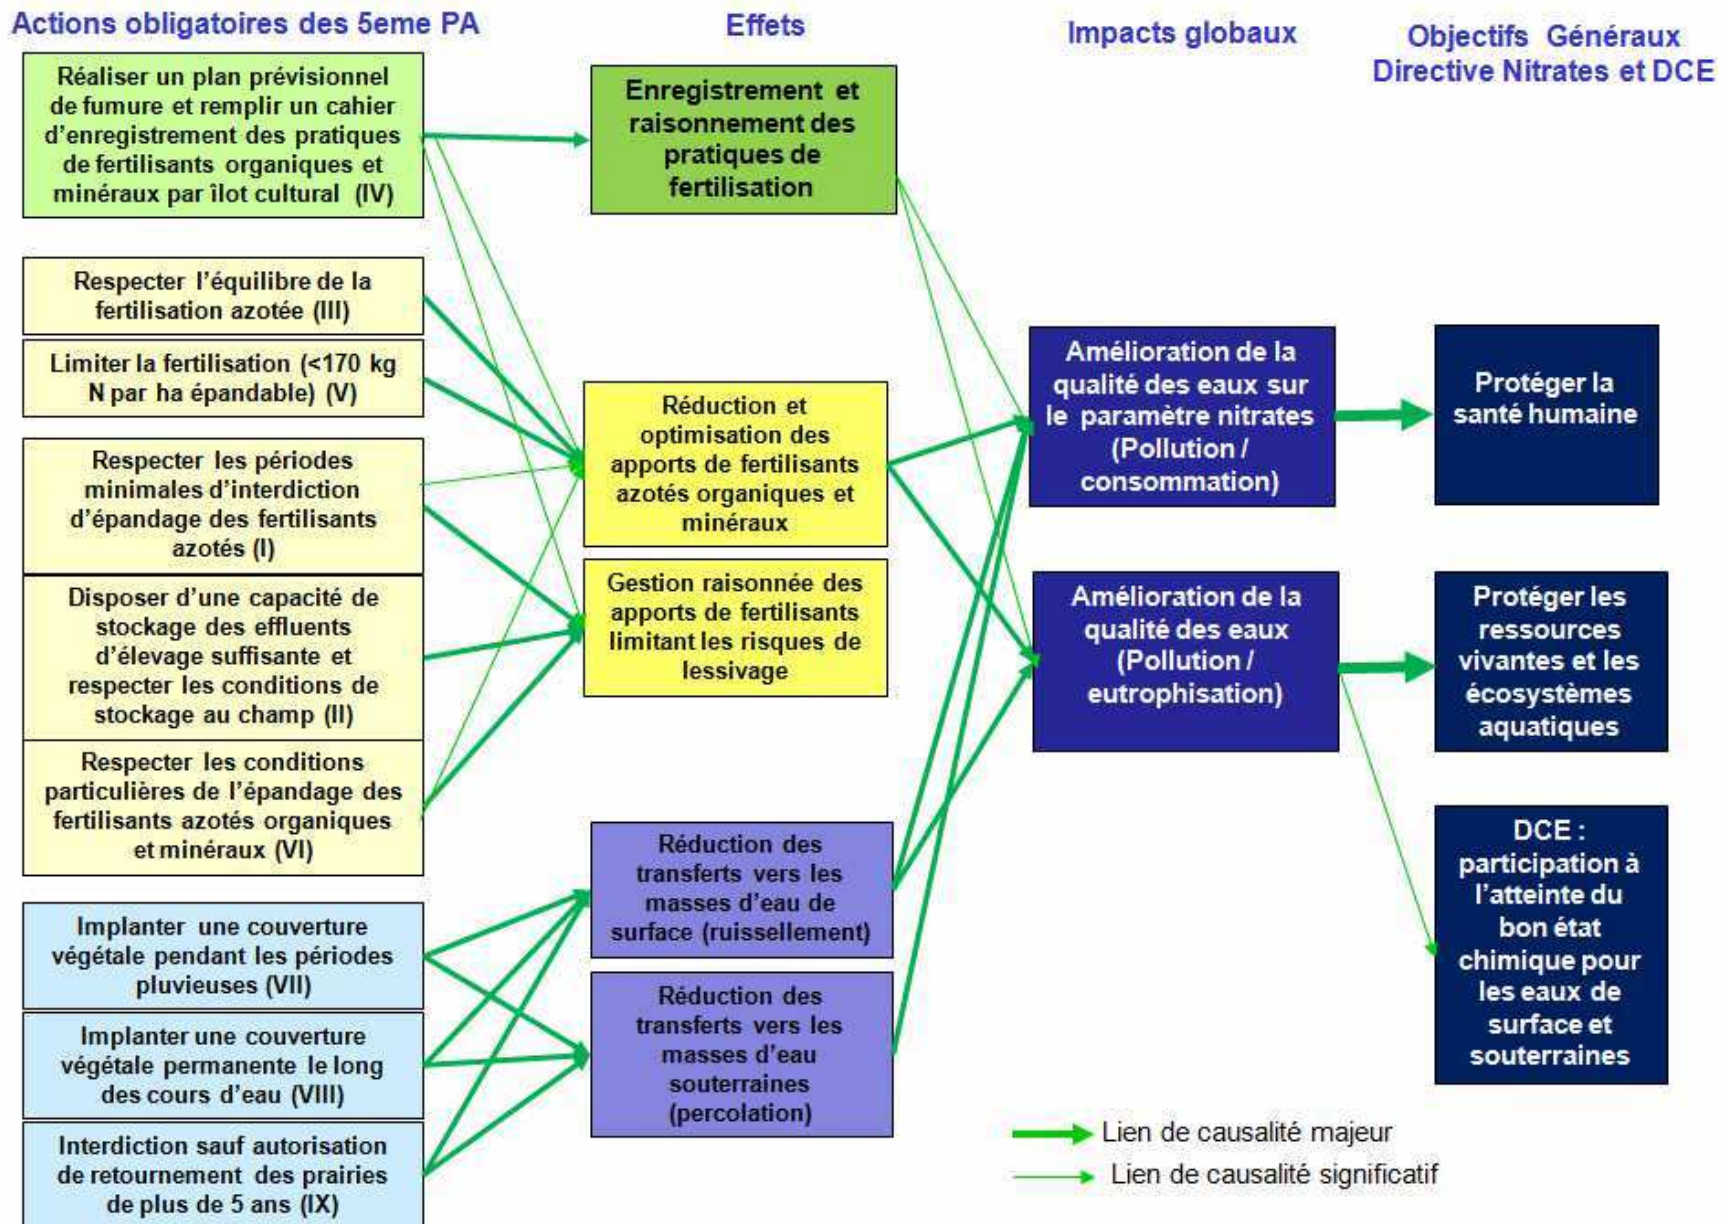 Actions obligatoires des 5eme PA
Réaliser un plan prévisionnel
de fumure et remplir un cahier
d'enregistrement des pratiques
de fertilisants organiques et
minéraux par îlot cultural (IV)
Respecter l'équilibre de la
fertilisation azotée (III)
Limiter la fertilisation (<170 kg
N par ha épandable) (V)
Respecter les périodes
minimales d'interdiction
d'épandage des fertilisants
azotés (I)
Disposer d'une capacité de
stockage des effluents
d'élevage suffisante et
respecter les conditions de
stockage au champ (II)
Respecter les conditions
particulières de l'épandage des
fertilisants azotés organiques
et minéraux (VI)
Implanter une couverture
végétale pendant les périodes
pluvieuses (VII)
Implanter une couverture
végétale permanente le long
des cours d'eau (VIII)
Interdiction sauf autorisation
de retournement des prairies
de plus de 5 ans (IX)
Effets
Enregistrement et
raisonnement des
pratiques de
fertilisation
Réduction et
optimisation des
apports de fertilisants
azotés organiques et
minéraux
Gestion raisonnée des
apports de fertilisants
limitant les risques de
lessivage
Réduction des
transferts vers les
masses d'eau de
surface (ruissellement)
Réduction des
transferts vers les
masses d'eau
souterraines
(percolation)
Impacts globaux
Amélioration de la
qualité des eaux sur
le paramètre nitrates
(Pollution /
consommation)
Amélioration de la
qualité des eaux
(Pollution /
eutrophisation)
Objectifs Généraux
Directive Nitrates et DCE
Protéger la
santé humaine
Protéger les
ressources
vivantes et les
écosystèmes
aquatiques
DCE :
participation à
l'atteinte du
bon état
chimique pour
les eaux de
surface et
souterraines
Lien de causalité majeur
Lien de causalité significatif